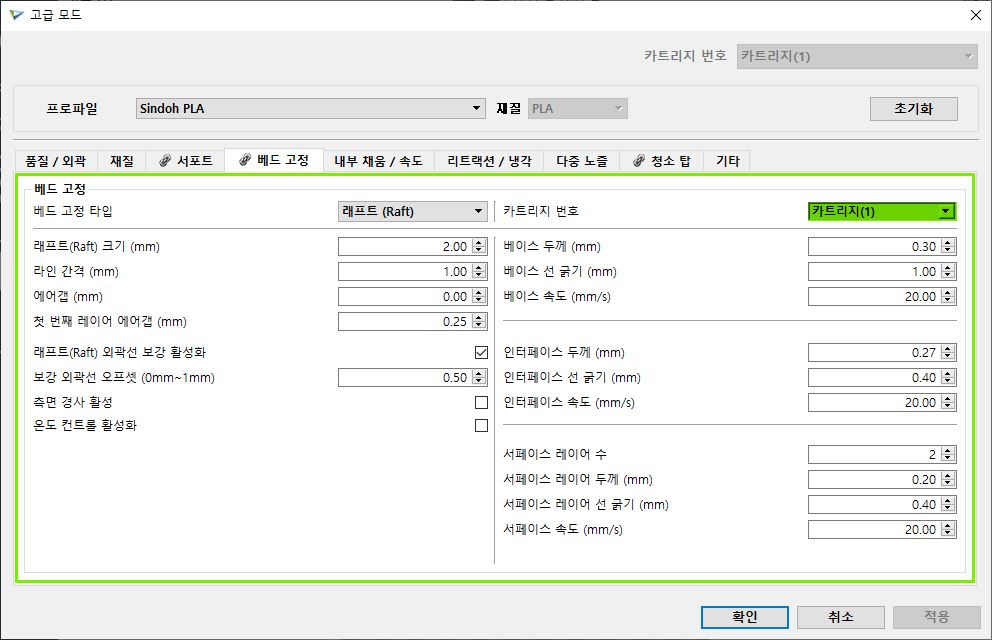 고급 모드
카트리지 번호 카트리지(1)
프로파일 Sindoh PLA 재질 PLA 초기화
품질 / 외곽 재질 서포트 베드 고정 내부 채움 / 속도 리트랙션 / 냉각 다중 노즐 청소 탑 기타
베드 고정
베드 고정 타입 래프트 (Raft) 카트리지 번호 카트리지(1)
래프트(Raft) 크기 (mm) 2.00 베이스 두께 (mm) 0.30
라인 간격 (mm) 1.00 베이스 선 굵기 (mm) 1.00
에어갭 (mm) 0.00 베이스 속도 (mm/s) 20.00
첫 번째 레이어 에어갭 (mm) 0.25
래프트(Raft) 외곽선 보강 활성화 인터페이스 두께 (mm) 0.27
보강 외곽선 오프셋 (0mm~1mm) 0.50 인터페이스 선 굵기 (mm) 0.40
측면 경사 활성 인터페이스 속도 (mm/s) 20.00
온도 컨트롤 활성화
서페이스 레이어 수 2
서페이스 레이어 두께 (mm) 0.20
서페이스 레이어 선 굵기 (mm) 0.40
서페이스 속도 (mm/s) 20.00
확인 취소 적용